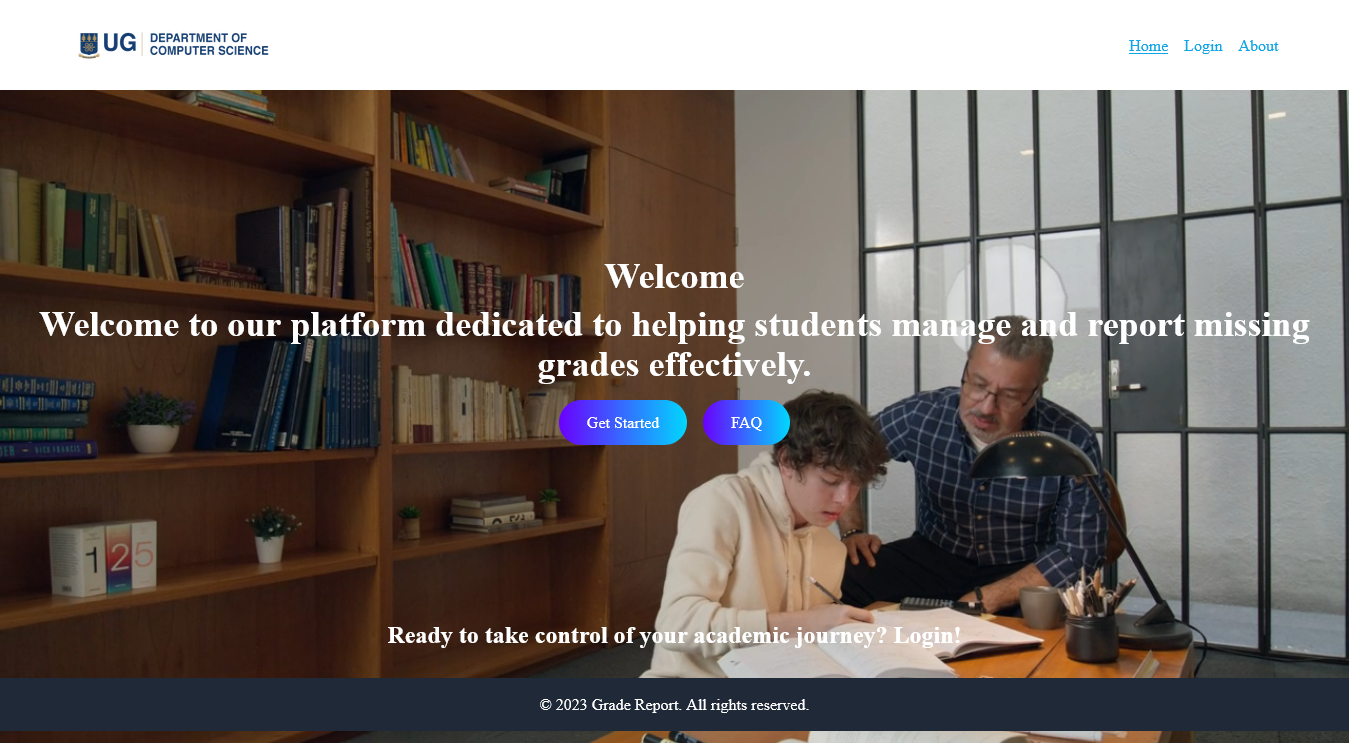 UG DEPARTMENT OF
COMPUTER SCIENCE
Home Login About
Welcome
Welcome to our platform dedicated to helping students manage and report missing
grades effectively.
Get Started FAQ
1 25
Ready to take control of your academic journey? Login!
© 2023 Grade Report. All rights reserved.